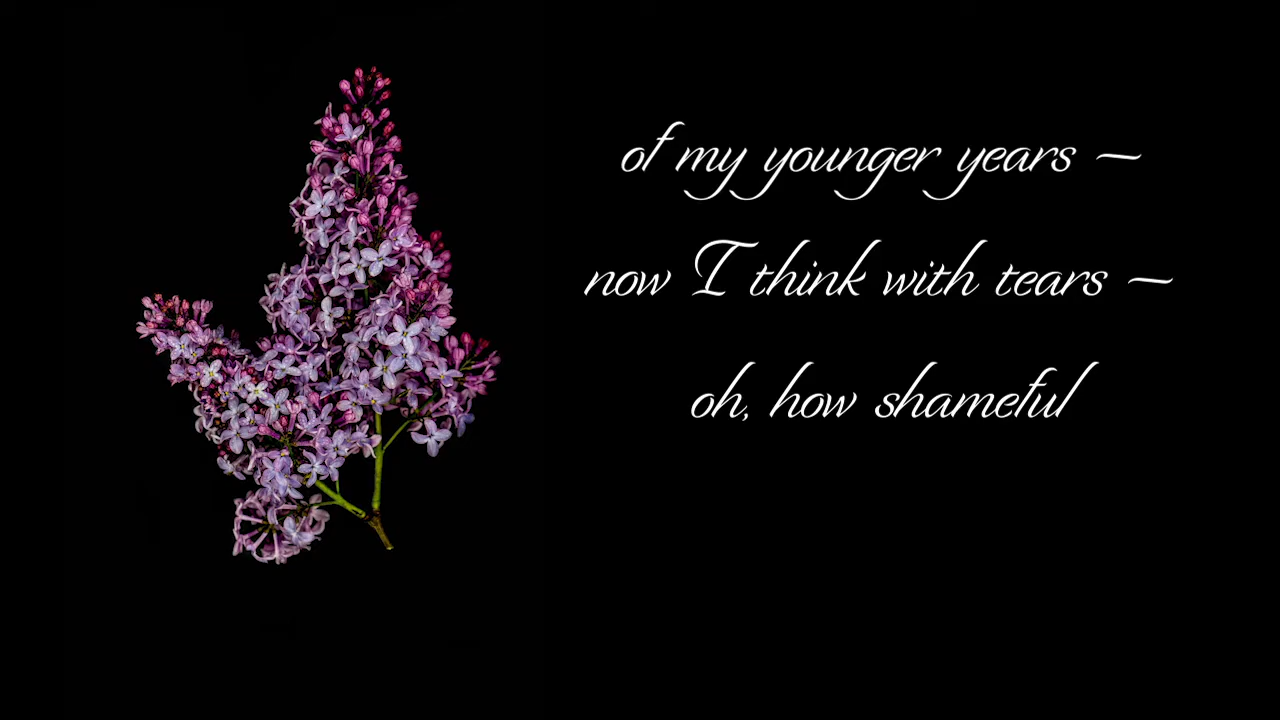 of my younger years –
now I think with tears –
oh, how shameful